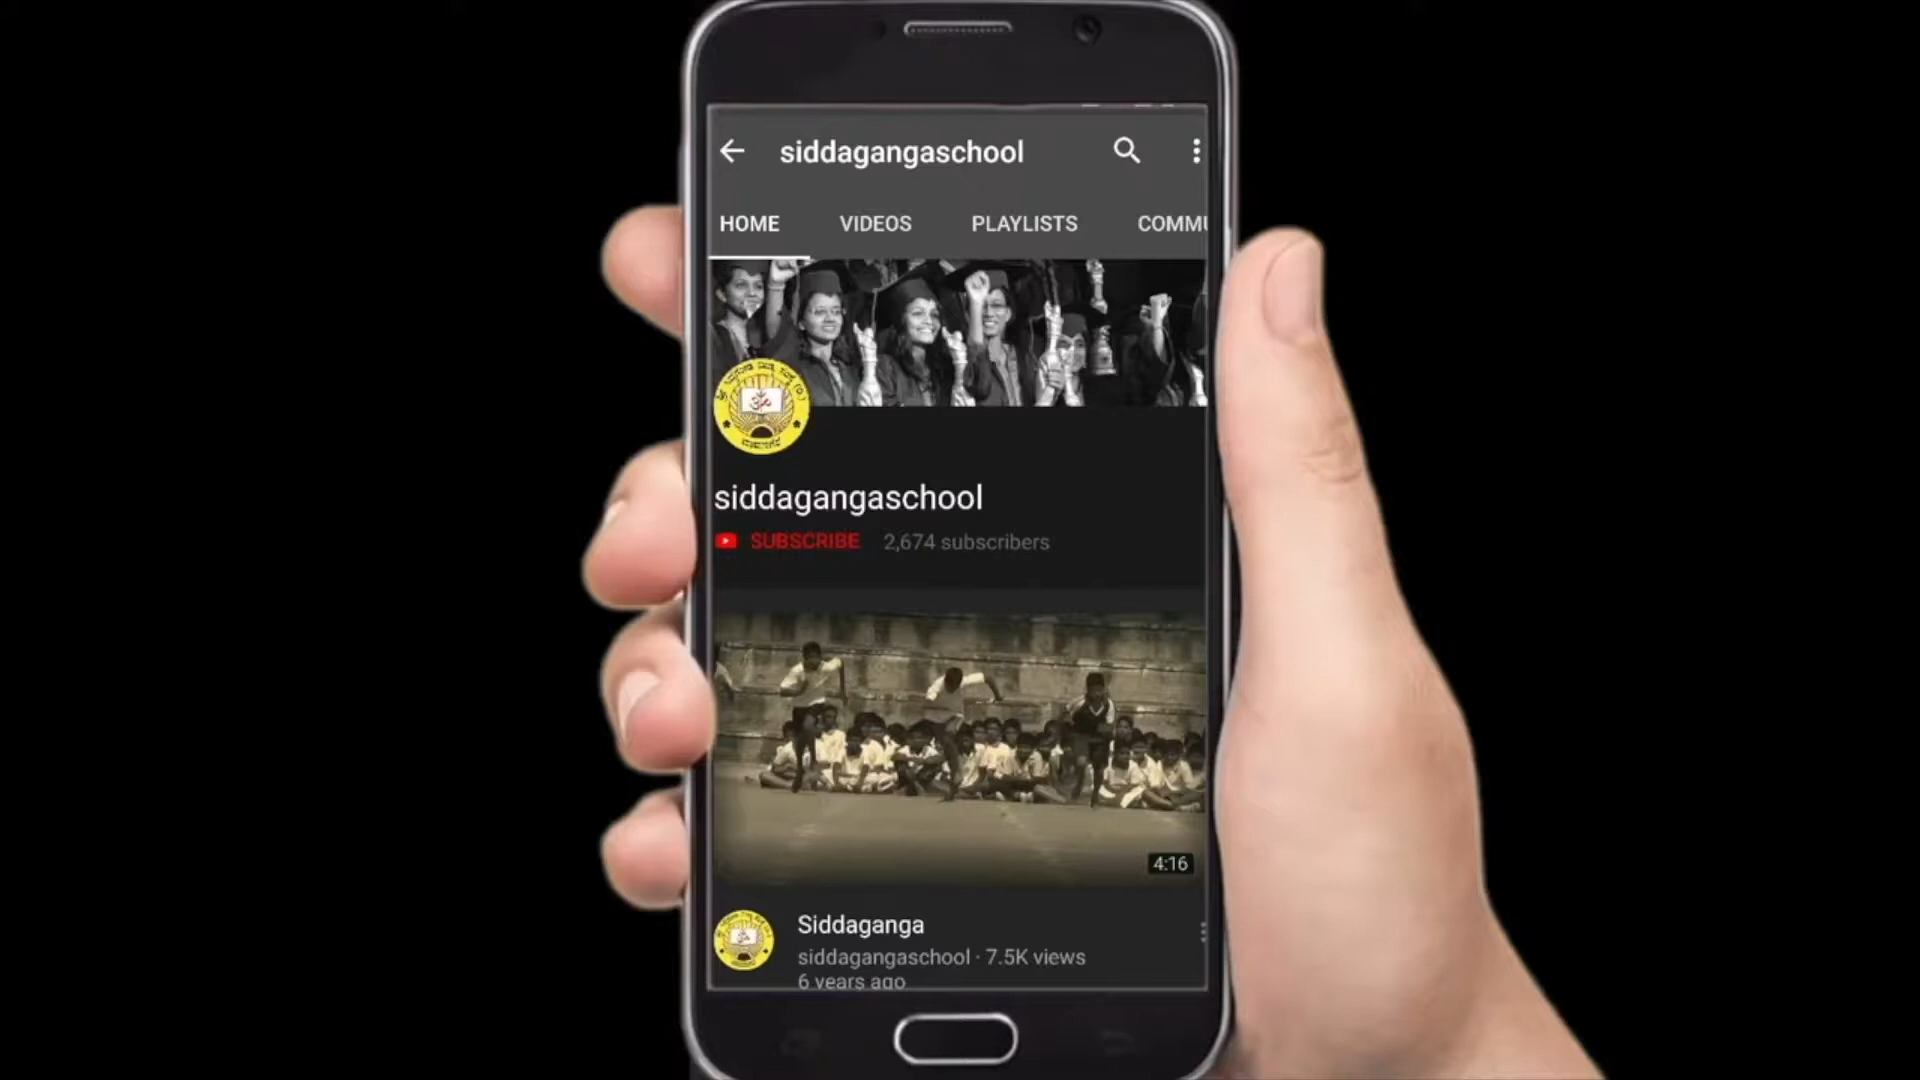 siddagangaschool
HOME VIDEOS PLAYLISTS COMMU
siddagangaschool
SUBSCRIBE 2,674 subscribers
4:16
Siddaganga
siddagangaschool · 7.5K views
6 years ago